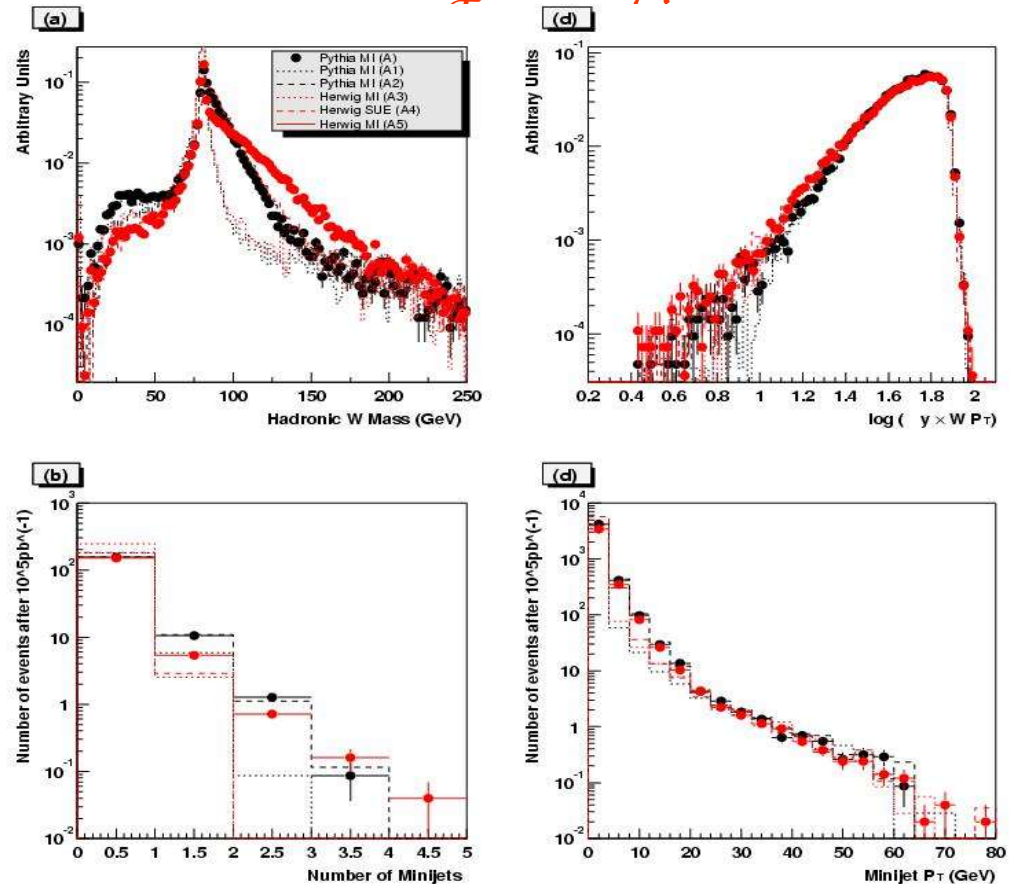 (a)
Arbitrary Units
10^-1
10^-2
10^-3
10^-4
Pythia MI (A)
Pythia MI (A1)
Pythia MI (A2)
Herwig MI (A3)
Herwig SUE (A4)
Herwig MI (A5)
0 50 100 150 200 250
Hadronic W Mass (GeV)
(d)
Arbitrary Units
10^-1
10^-2
10^-3
10^-4
0.2 0.4 0.6 0.8 1 1.2 1.4 1.6 1.8 2 2.2
log ( y × W PT)
(b)
Number of events after 10^5pb^(-1)
10^3
10^2
10
1
10^-1
10^-2
0 0.5 1 1.5 2 2.5 3 3.5 4 4.5 5
Number of Minijets
(d)
Number of events after 10^5pb^(-1)
10^4
10^3
10^2
10
1
10^-1
10^-2
0 10 20 30 40 50 60 70 80
Minijet PT (GeV)